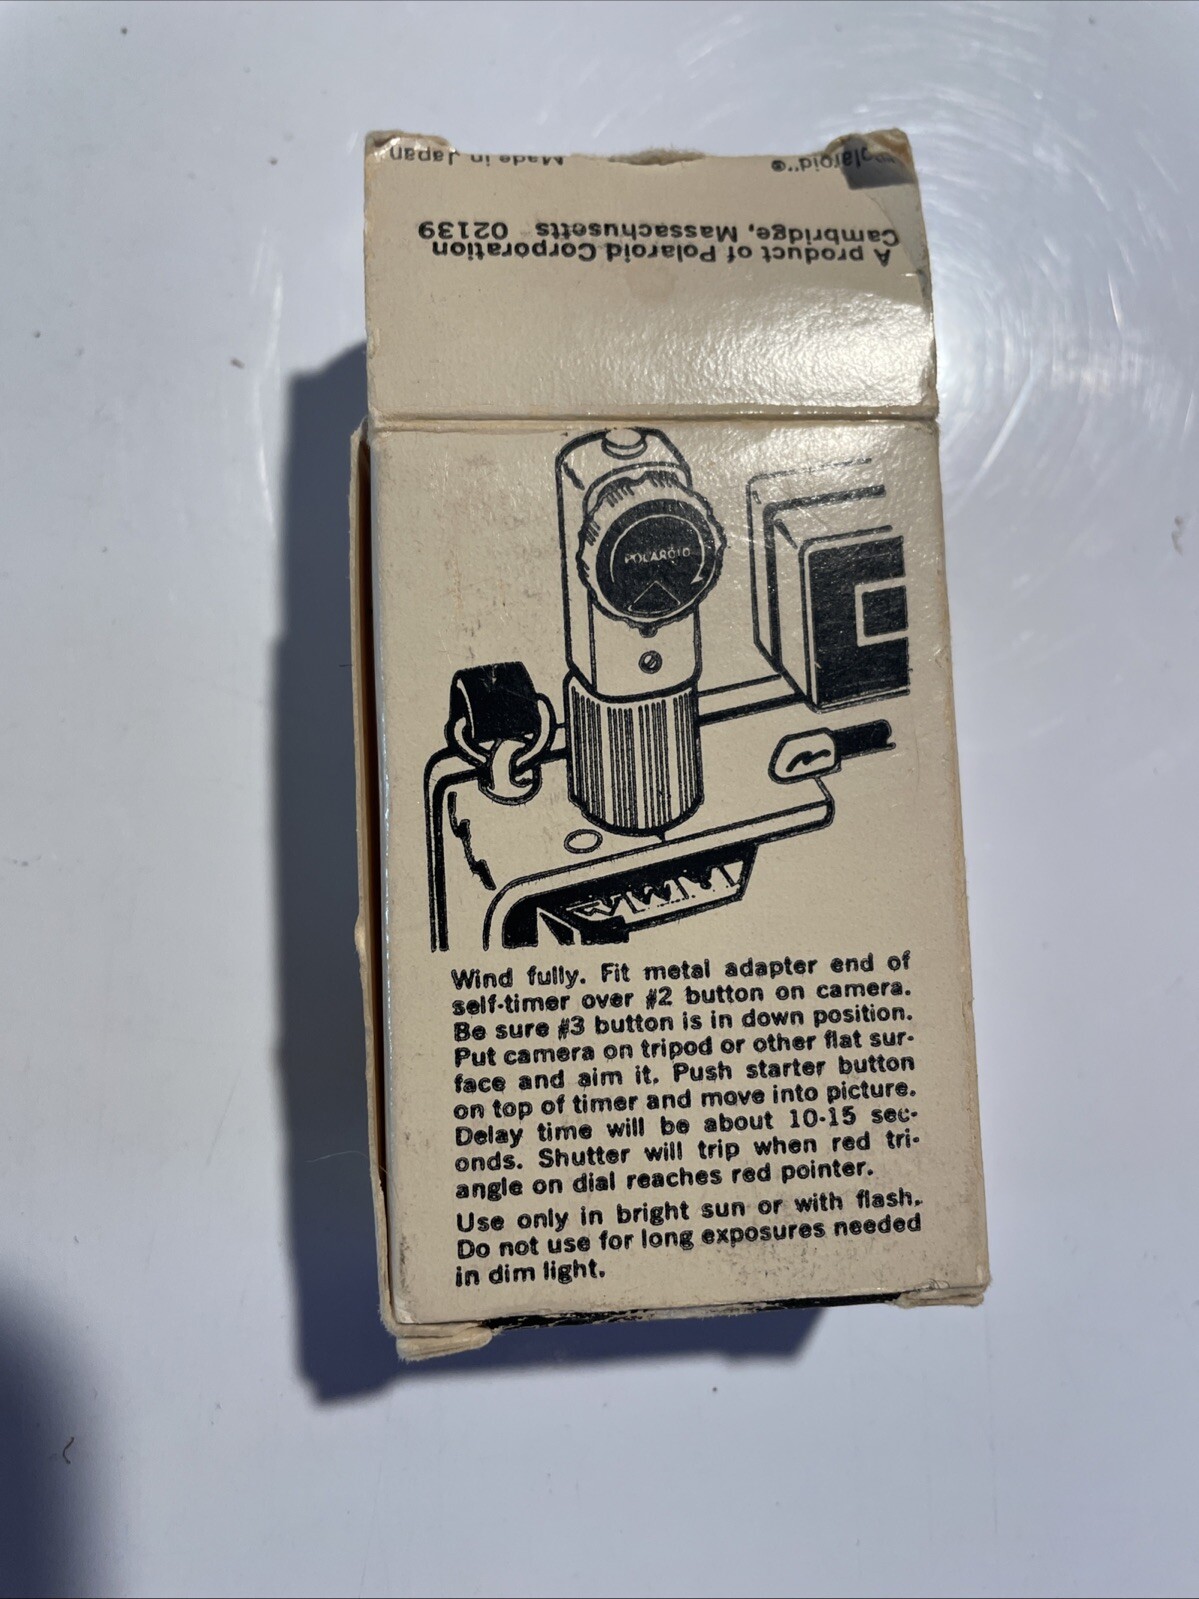 A product of Polaroid Corporation
Cambridge, Massachusetts 02139
Polaroid"® Made in Japan
POLAROID
Wind fully. Fit metal adapter end of
self-timer over #2 button on camera.
Be sure #3 button is in down position.
Put camera on tripod or other flat sur-
face and aim it. Push starter button
on top of timer and move into picture.
Delay time will be about 10-15 sec-
onds. Shutter will trip when red tri-
angle on dial reaches red pointer.
Use only in bright sun or with flash.
Do not use for long exposures needed
in dim light.